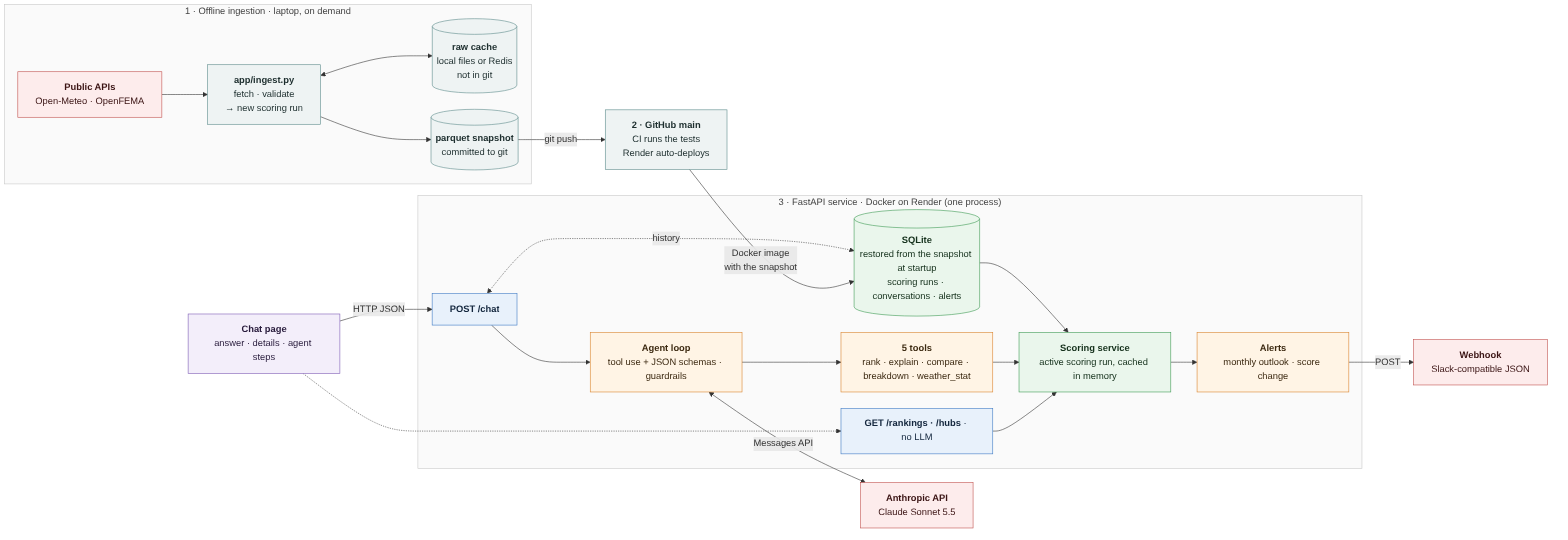 1 · Offline ingestion · laptop, on demand
Public APIs
Open-Meteo · OpenFEMA
app/ingest.py
fetch · validate
→ new scoring run
raw cache
local files or Redis
not in git
parquet snapshot
committed to git
git push
2 · GitHub main
CI runs the tests
Render auto-deploys
3 · FastAPI service · Docker on Render (one process)
history
Docker image
with the snapshot
SQLite
restored from the snapshot
at startup
scoring runs ·
conversations · alerts
Chat page
answer · details · agent
steps
HTTP JSON
POST /chat
Agent loop
tool use + JSON schemas ·
guardrails
5 tools
rank · explain · compare ·
breakdown · weather_stat
Scoring service
active scoring run, cached
in memory
Alerts
monthly outlook · score
change
POST
Webhook
Slack-compatible JSON
GET /rankings · /hubs ·
no LLM
Messages API
Anthropic API
Claude Sonnet 5.5